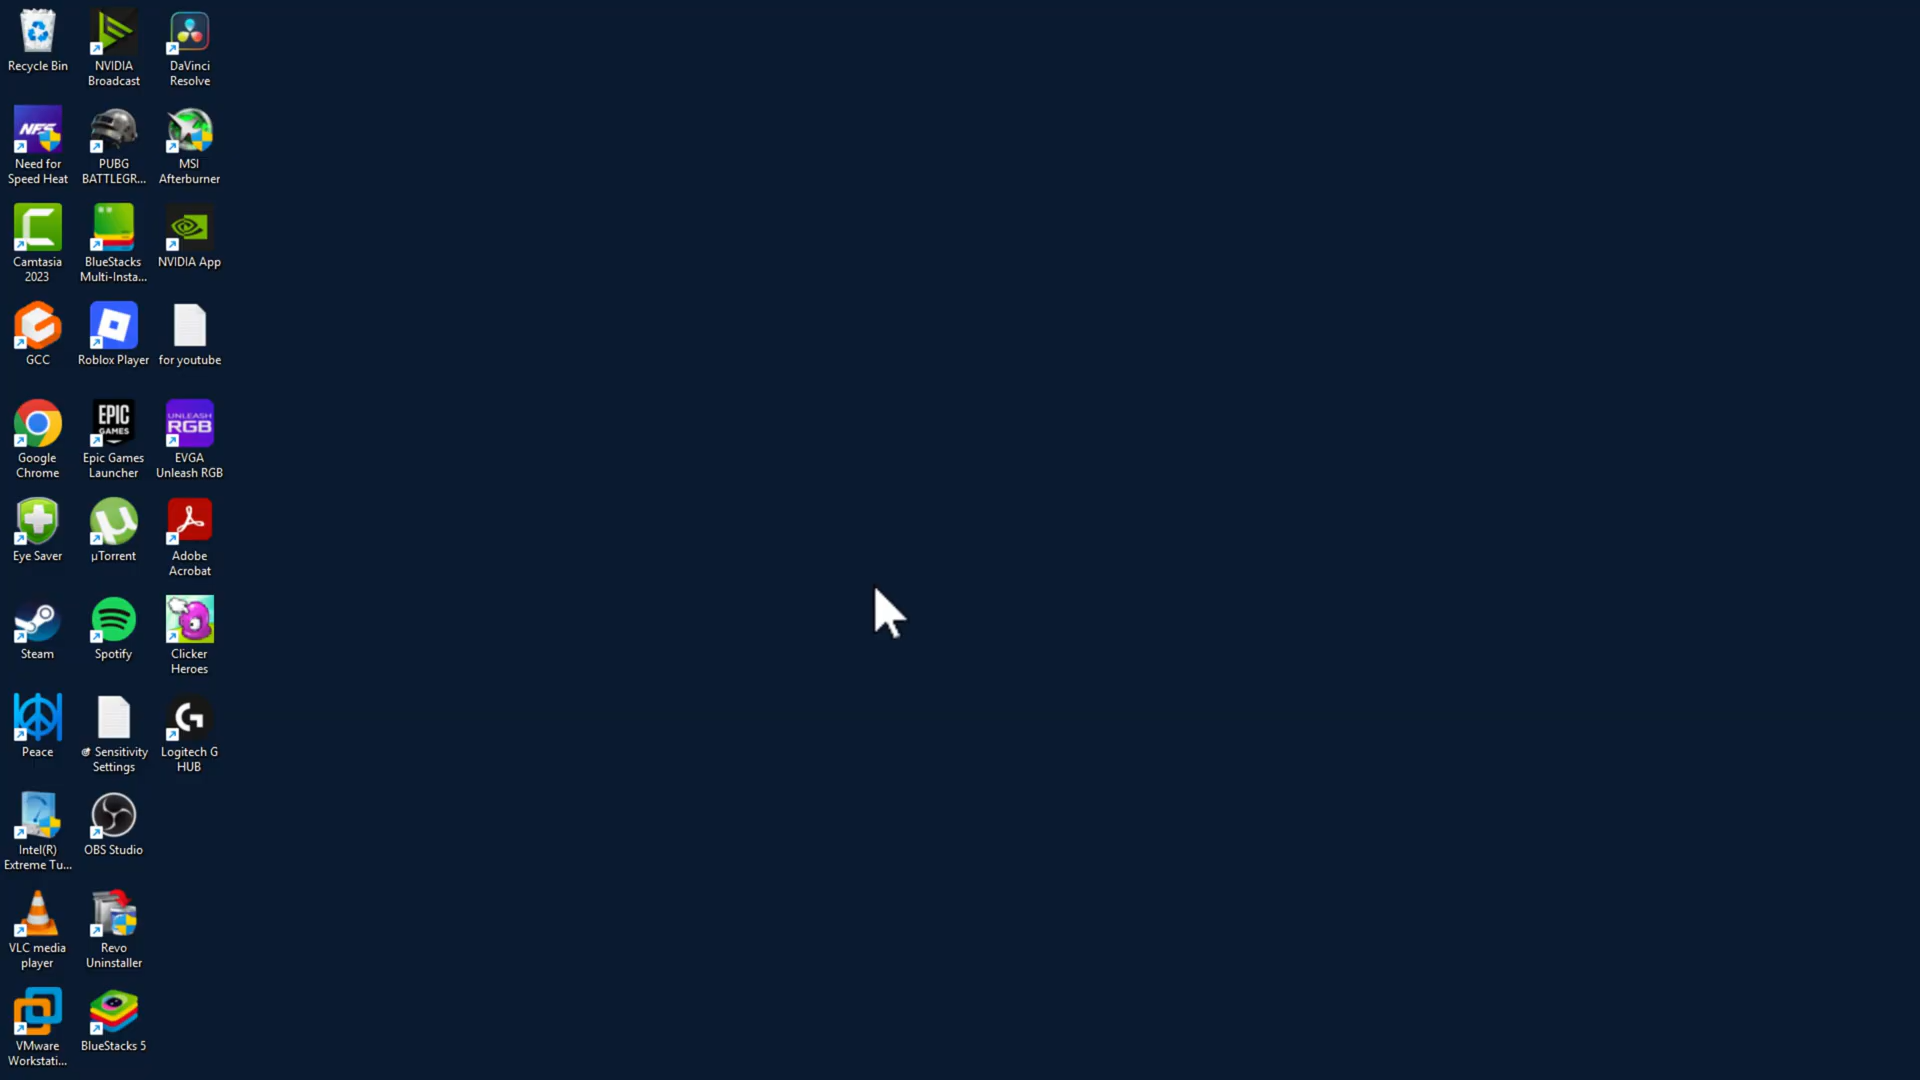 Recycle Bin
NVIDIA
Broadcast
DaVinci
Resolve
NFS
Need for
Speed Heat
PUBG
BATTLEGR...
MSI
Afterburner
Camtasia
2023
BlueStacks
Multi-Insta...
NVIDIA App
GCC
Roblox Player
for youtube
Google
Chrome
EPIC
GAMES
Epic Games
Launcher
UNLEASH
RGB
EVGA
Unleash RGB
Eye Saver
µ
µTorrent
Adobe
Acrobat
Steam
Spotify
Clicker
Heroes
Peace
Sensitivity
Settings
G
Logitech G
HUB
Intel(R)
Extreme Tu...
OBS Studio
VLC media
player
Revo
Uninstaller
VMware
Workstati...
BlueStacks 5